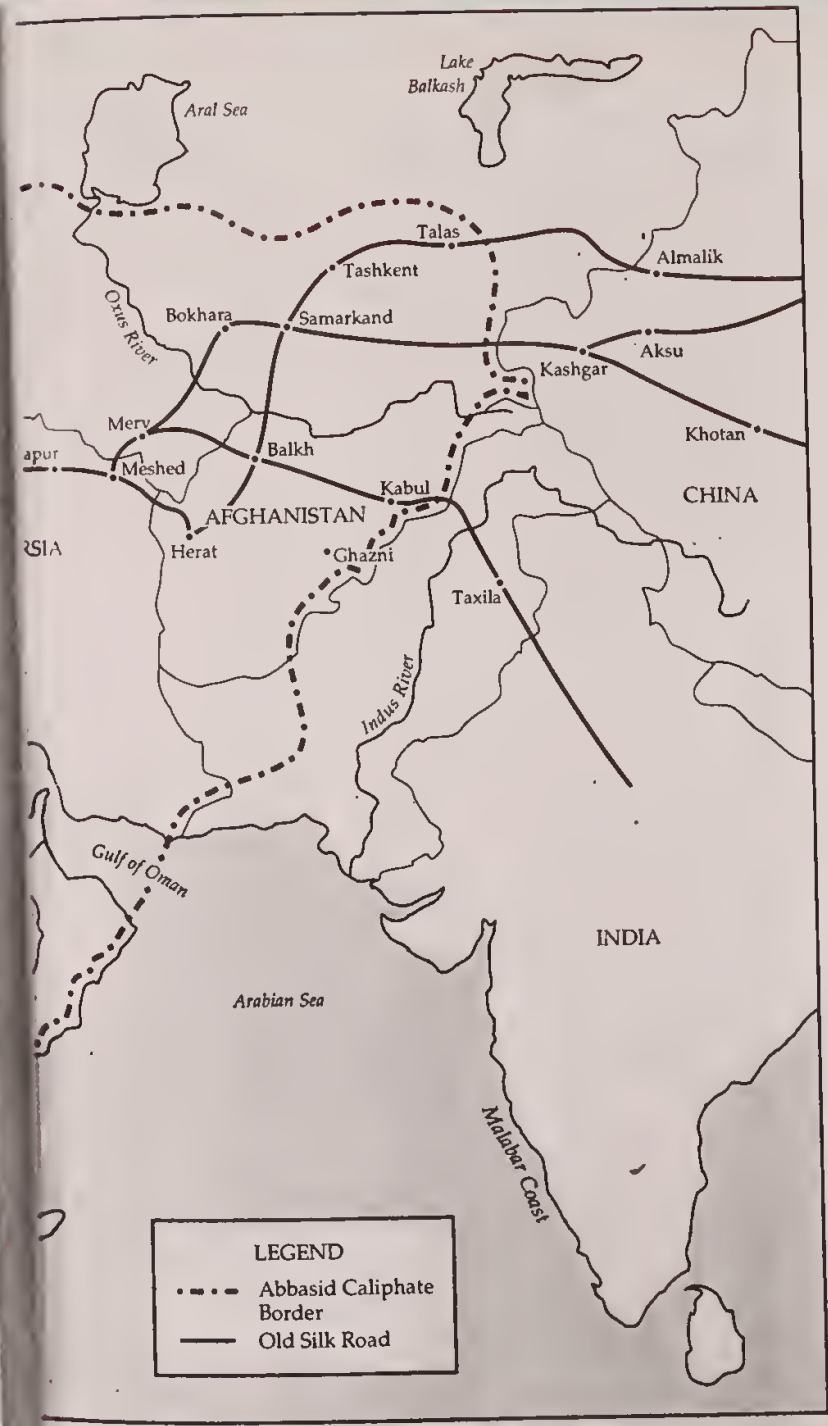 Lake
Balkash
Aral Sea
Talas
Tashkent
Almalik
Oxus River
Bokhara
Samarkand
Aksu
Kashgar
Merv
Khotan
apur
Meshed
Balkh
Kabul
CHINA
AFGHANISTAN
RSIA
Herat
Ghazni
Taxila
Indus River
Gulf of Oman
INDIA
Arabian Sea
Malabar Coast
LEGEND
Abbasid Caliphate
Border
Old Silk Road